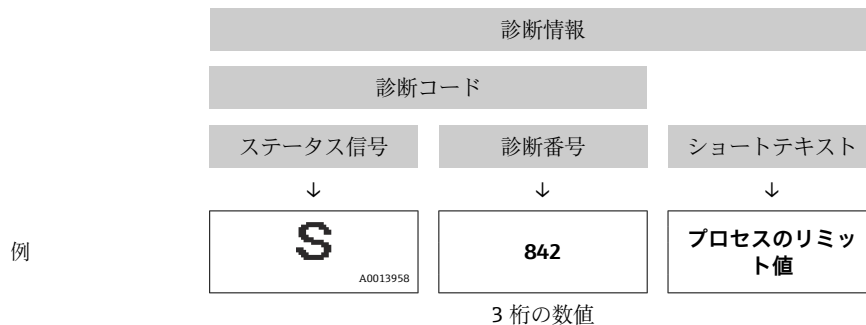 診断情報
診断コード
ステータス信号 診断番号 ショートテキスト
↓ ↓ ↓
例 S 842 プロセスのリミッ
ト値
A0013958
3 桁の数値